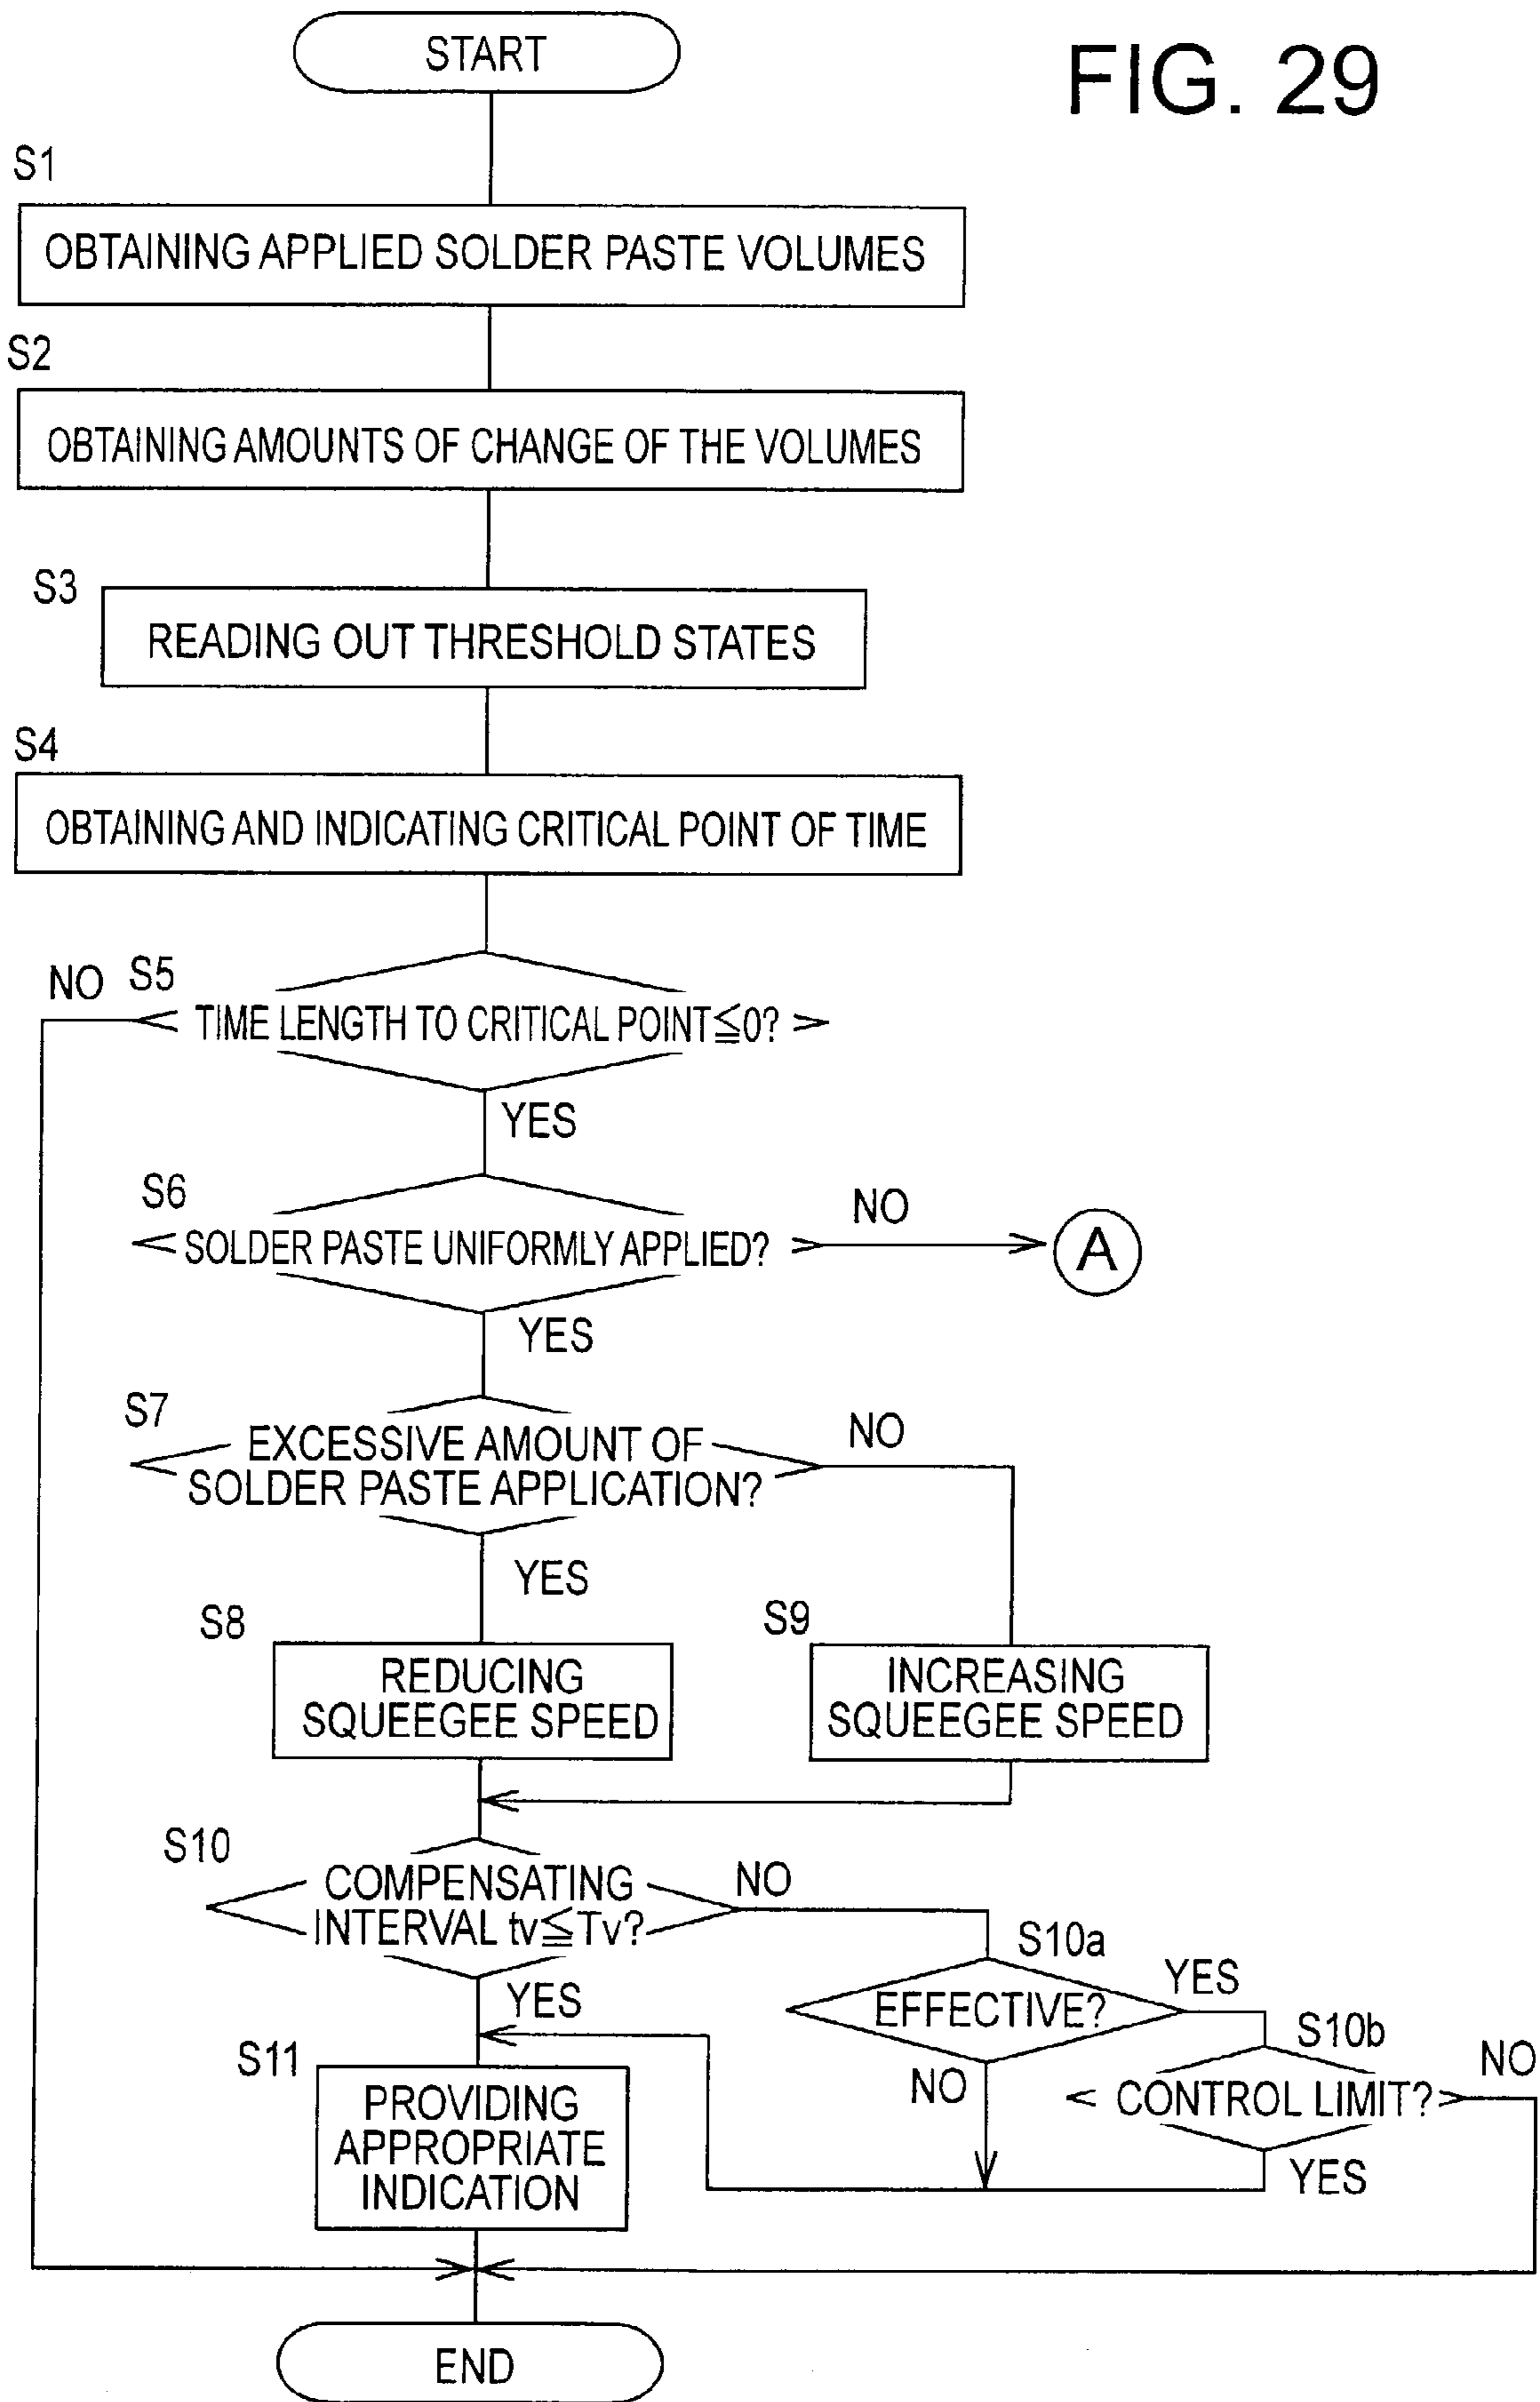 START
FIG. 29
S1
OBTAINING APPLIED SOLDER PASTE VOLUMES
S2
OBTAINING AMOUNTS OF CHANGE OF THE VOLUMES
S3
READING OUT THRESHOLD STATES
S4
OBTAINING AND INDICATING CRITICAL POINT OF TIME
NO
S5
TIME LENGTH TO CRITICAL POINT≦0?
YES
S6
SOLDER PASTE UNIFORMLY APPLIED?
NO
A
YES
S7
EXCESSIVE AMOUNT OF
SOLDER PASTE APPLICATION?
NO
YES
S8
REDUCING
SQUEEGEE SPEED
S9
INCREASING
SQUEEGEE SPEED
S10
COMPENSATING
INTERVAL tv≦Tv?
NO
YES
S10a
EFFECTIVE?
YES
NO
S10b
CONTROL LIMIT?
NO
YES
S11
PROVIDING
APPROPRIATE
INDICATION
END